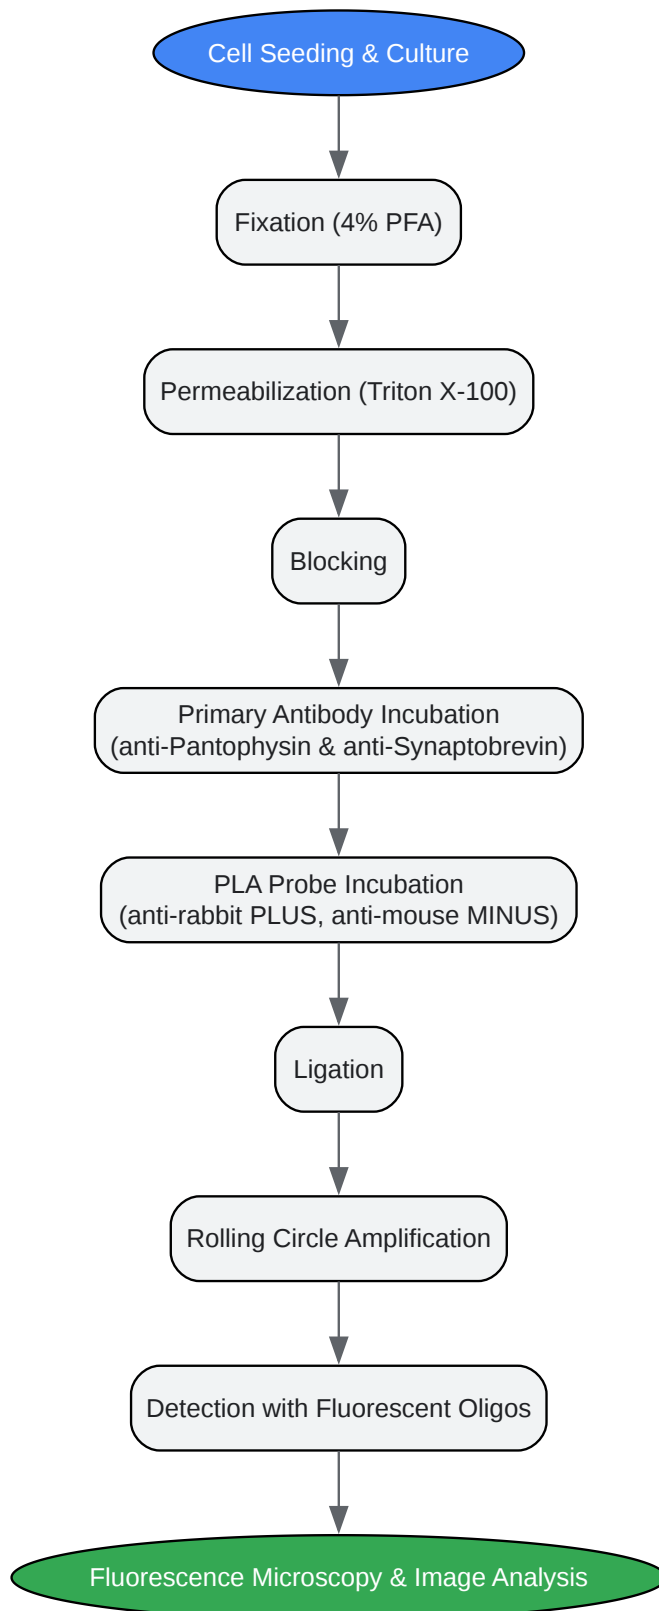 Cell Seeding & Culture
Fixation (4% PFA)
Permeabilization (Triton X-100)
Blocking
Primary Antibody Incubation
(anti-Pantophysin & anti-Synaptobrevin)
PLA Probe Incubation
(anti-rabbit PLUS, anti-mouse MINUS)
Ligation
Rolling Circle Amplification
Detection with Fluorescent Oligos
Fluorescence Microscopy & Image Analysis